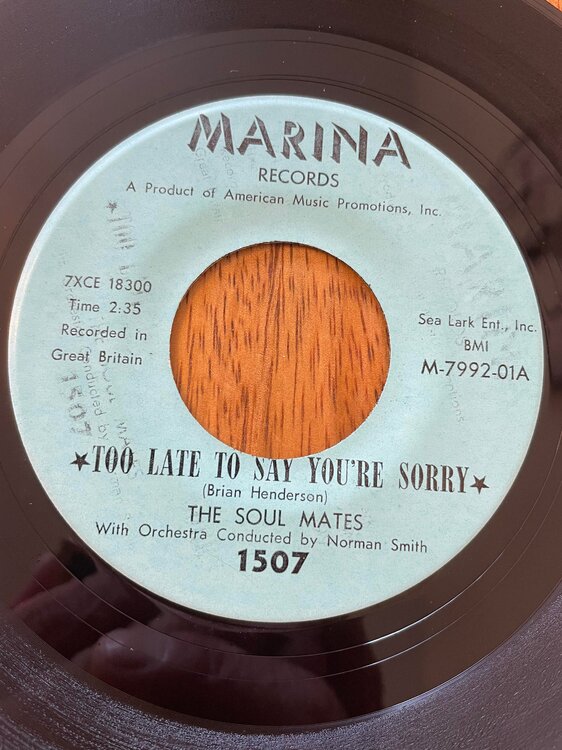 MARINA
RECORDS
A Product of American Music Promotions, Inc.
7XCE 18300
Time 2:35
Recorded in
Great Britain
Sea Lark Ent., Inc.
BMI
M-7992-01A
★TOO LATE TO SAY YOU'RE SORRY★
(Brian Henderson)
THE SOUL MATES
With Orchestra Conducted by Norman Smith
1507